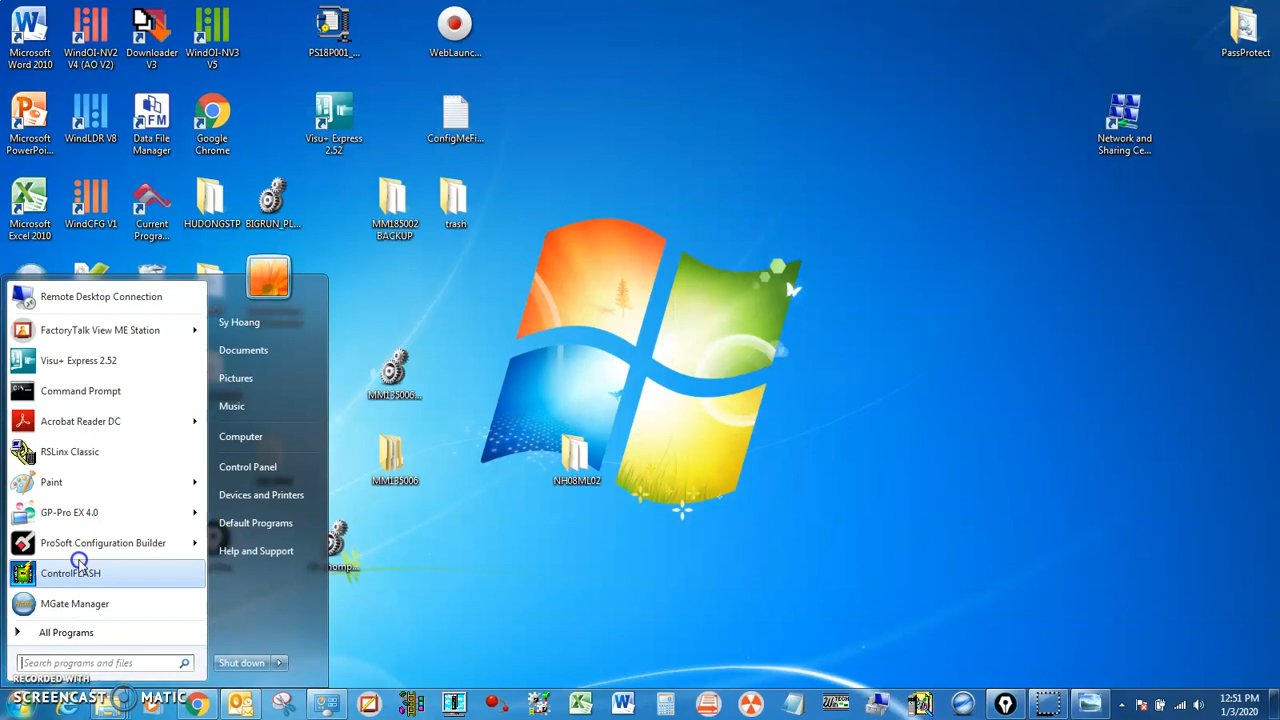 Microsoft
Word 2010
WindOI-NV2
V4 (AO V2)
Downloader
V3
WindOI-NV3
V5
PS18P001_...
WebLaunc...
PassProtect
Microsoft
PowerPoi...
WindLDR V8
Data File
Manager
Google
Chrome
Visu+ Express
2.52
ConfigMeFi...
Network and
Sharing Ce...
Microsoft
Excel 2010
WindCFG V1
Current
Progra...
HUDONGSTP
BIGRUN_PL...
MM185002
BACKUP
trash
Remote Desktop Connection
FactoryTalk View ME Station
Visu+ Express 2.52
Command Prompt
Acrobat Reader DC
RSLinx Classic
Paint
GP-Pro EX 4.0
ProSoft Configuration Builder
ControlFLASH
MGate Manager
All Programs
Search programs and files
Sy Hoang
Documents
Pictures
Music
Computer
Control Panel
Devices and Printers
Default Programs
Help and Support
Shut down
MM135006...
MM135006
NH08ML02
RECORDED WITH
SCREENCAST MATIC
12:51 PM
1/3/2020